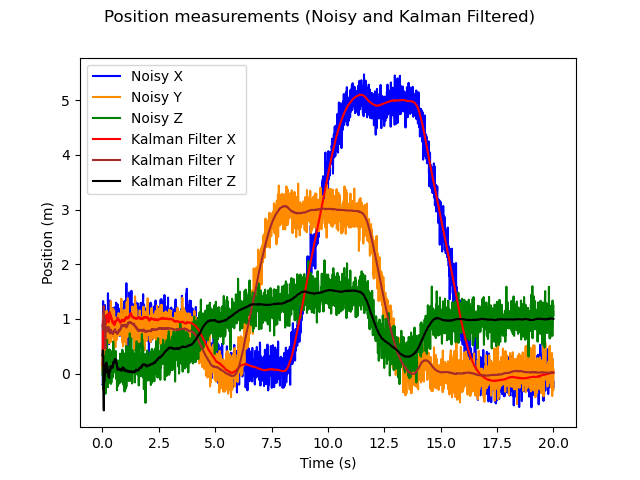 Position measurements (Noisy and Kalman Filtered)
Noisy X
Noisy Y
Noisy Z
Kalman Filter X
Kalman Filter Y
Kalman Filter Z
Position (m)
5
4
3
2
1
0
0.0 2.5 5.0 7.5 10.0 12.5 15.0 17.5 20.0
Time (s)